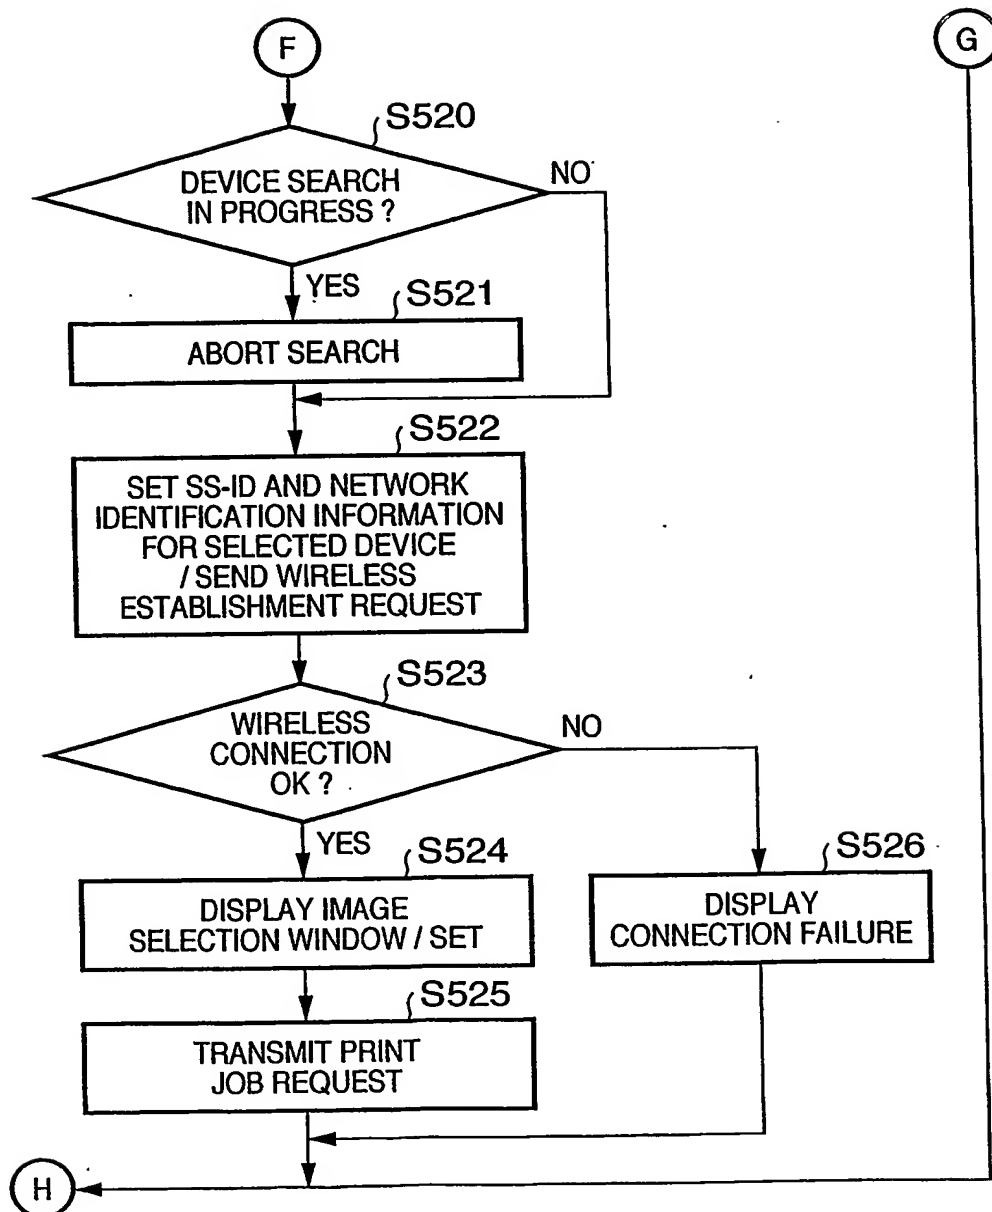 F
G
S520
DEVICE SEARCH
IN PROGRESS ?
NO
YES
S521
ABORT SEARCH
S522
SET SS-ID AND NETWORK
IDENTIFICATION INFORMATION
FOR SELECTED DEVICE
/ SEND WIRELESS
ESTABLISHMENT REQUEST
S523
WIRELESS
CONNECTION
OK ?
NO
YES
S524
DISPLAY IMAGE
SELECTION WINDOW / SET
S526
DISPLAY
CONNECTION FAILURE
S525
TRANSMIT PRINT
JOB REQUEST
H